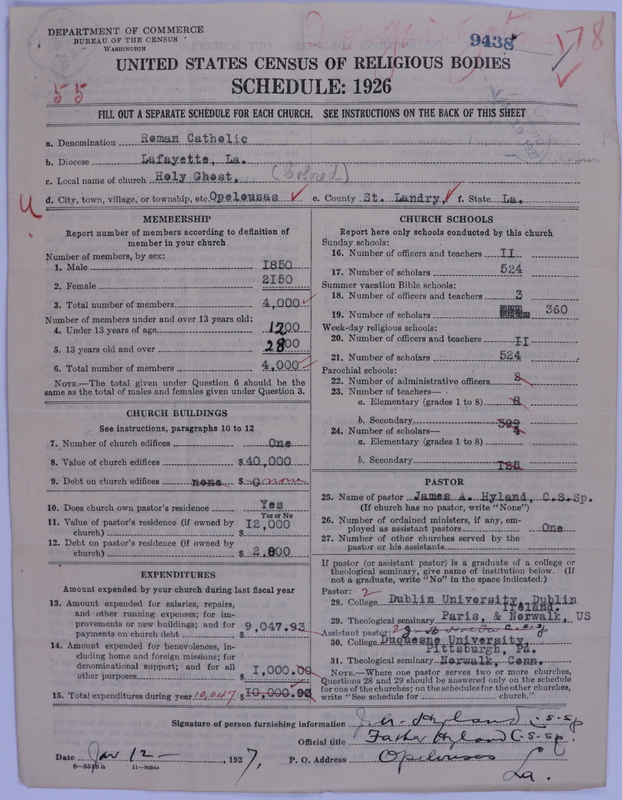 DEPARTMENT OF COMMERCE
BUREAU OF THE CENSUS
WASHINGTON
9438
178
UNITED STATES CENSUS OF RELIGIOUS BODIES
SCHEDULE: 1926
55
FILL OUT A SEPARATE SCHEDULE FOR EACH CHURCH. SEE INSTRUCTIONS ON THE BACK OF THIS SHEET
a. Denomination Roman Catholic
b. Diocese Lafayette, La.
c. Local name of church Holy Ghost. (Colored)
d. City, town, village, or township, etc. Opelousas e. County St. Landry, f. State La.
MEMBERSHIP
Report number of members according to definition of
member in your church
Number of members, by sex:
1. Male 1850
2. Female 2150
3. Total number of members 4,000
Number of members under and over 13 years old:
4. Under 13 years of age 1200
5. 13 years old and over 2800
6. Total number of members 4,000
NOTE.—The total given under Question 6 should be the
same as the total of males and females given under Question 3.
CHURCH BUILDINGS
See instructions, paragraphs 10 to 12
7. Number of church edifices One
8. Value of church edifices $40,000
9. Debt on church edifices none $ 0 none
10. Does church own pastor's residence Yes
Yes or No
11. Value of pastor's residence (if owned by
church) $ 12,000
12. Debt on pastor's residence (if owned by
church) $ 2,800
EXPENDITURES
Amount expended by your church during last fiscal year
13. Amount expended for salaries, repairs,
and other running expenses; for im-
provements or new buildings; and for
payments on church debt $ 9,047.93
14. Amount expended for benevolences, in-
cluding home and foreign missions; for
denominational support; and for all
other purposes $ 1,000.00
15. Total expenditures during year 10,047 $ 10,000.93
CHURCH SCHOOLS
Report here only schools conducted by this church
Sunday schools:
16. Number of officers and teachers II
17. Number of scholars 524
Summer vacation Bible schools:
18. Number of officers and teachers 3
19. Number of scholars 360
Week-day religious schools:
20. Number of officers and teachers II
21. Number of scholars 524
Parochial schools:
22. Number of administrative officers 8
23. Number of teachers—
a. Elementary (grades 1 to 8) 8
b. Secondary
24. Number of scholars—
a. Elementary (grades 1 to 8)
b. Secondary
PASTOR
25. Name of pastor James A. Hyland, C.S.Sp.
(If church has no pastor, write "None")
26. Number of ordained ministers, if any, em-
ployed as assistant pastors One
27. Number of other churches served by the
pastor or his assistants
If pastor (or assistant pastor) is a graduate of a college or
theological seminary, give name of institution below. (If
not a graduate, write "No" in the space indicated.)
Pastor: 2
28. College Dublin University, Dublin
Ireland.
29. Theological seminary Paris, & Norwalk, US
Assistant pastor: 2
30. College Duquesne University,
Pittsburgh, Pa.
31. Theological seminary Norwalk, Conn.
NOTE.—Where one pastor serves two or more churches,
Questions 28 and 29 should be answered only on the schedule
for one of the churches; on the schedules for the other churches,
write "See schedule for church."
Signature of person furnishing information J. A. Hyland C.S.Sp
Official title Father Hyland C.S.Sp.
Date Jan 12 — , 1927. P. O. Address Opelousas
La.
8—5518a 11—9254a